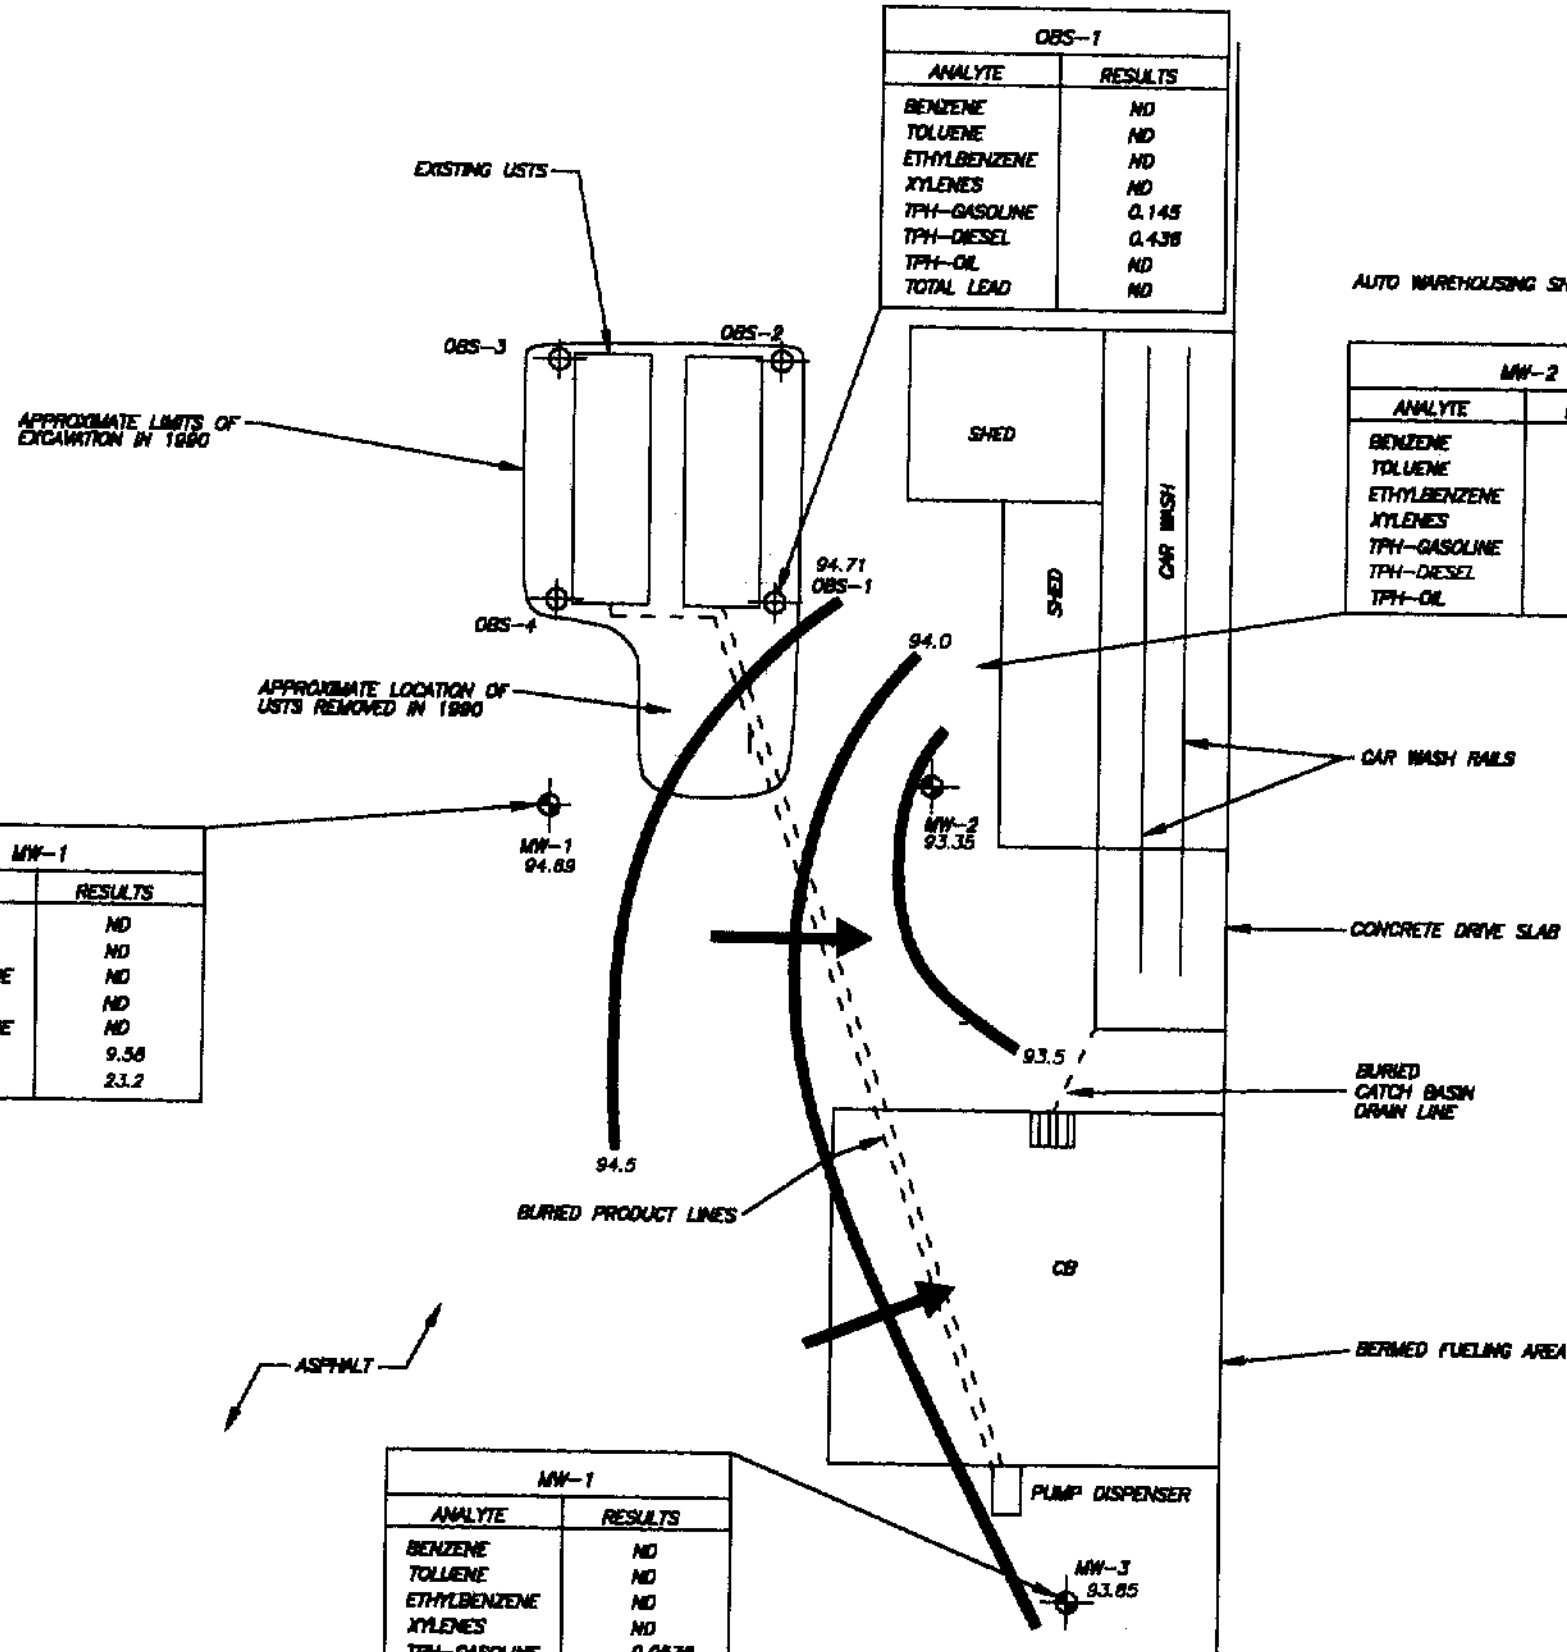 OBS-1
ANALYTE RESULTS
BENZENE ND
TOLUENE ND
ETHYLBENZENE ND
XYLENES ND
TPH-GASOLINE 0.145
TPH-DIESEL 0.436
TPH-OIL ND
TOTAL LEAD ND
EXISTING USTS
AUTO WAREHOUSING
OBS-3
OBS-2
MW-2
ANALYTE
BENZENE
TOLUENE
ETHYLBENZENE
XYLENES
TPH-GASOLINE
TPH-DIESEL
TPH-OIL
APPROXIMATE LIMITS OF
EXCAVATION IN 1990
SHED
CAR WASH
SHED
94.71
OBS-1
OBS-4
94.0
APPROXIMATE LOCATION OF
USTS REMOVED IN 1990
CAR WASH RAILS
MW-1
94.89
MW-2
93.35
MW-1
RESULTS
ND
ND
ND
ND
ND
9.58
23.2
CONCRETE DRIVE SLAB
93.5
BURIED
CATCH BASIN
DRAIN LINE
94.5
BURIED PRODUCT LINES
CB
ASPHALT
BERMED FUELING AREA
MW-1
ANALYTE RESULTS
BENZENE ND
TOLUENE ND
ETHYLBENZENE ND
XYLENES ND
TPH-GASOLINE
PUMP DISPENSER
MW-3
93.85